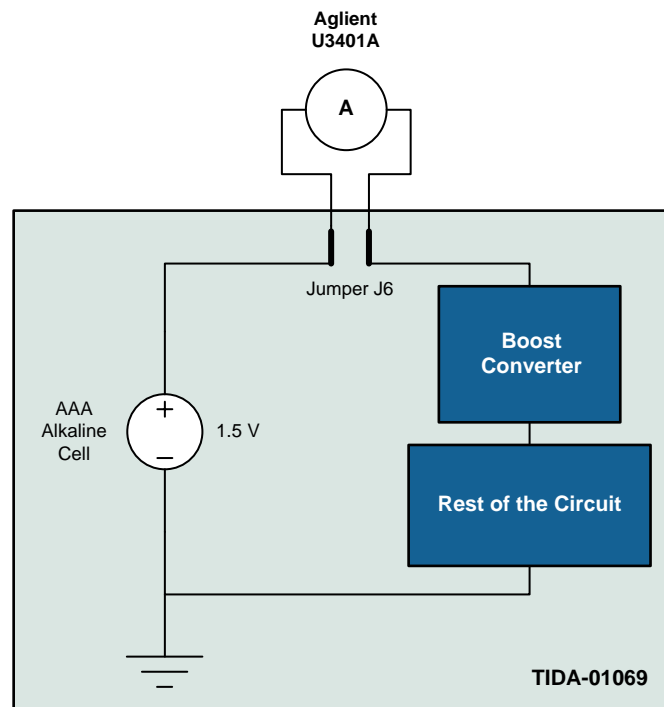 Aglient
U3401A
A
Jumper J6
Boost
Converter
AAA
Alkaline
Cell
+
–
1.5 V
Rest of the Circuit
TIDA-01069